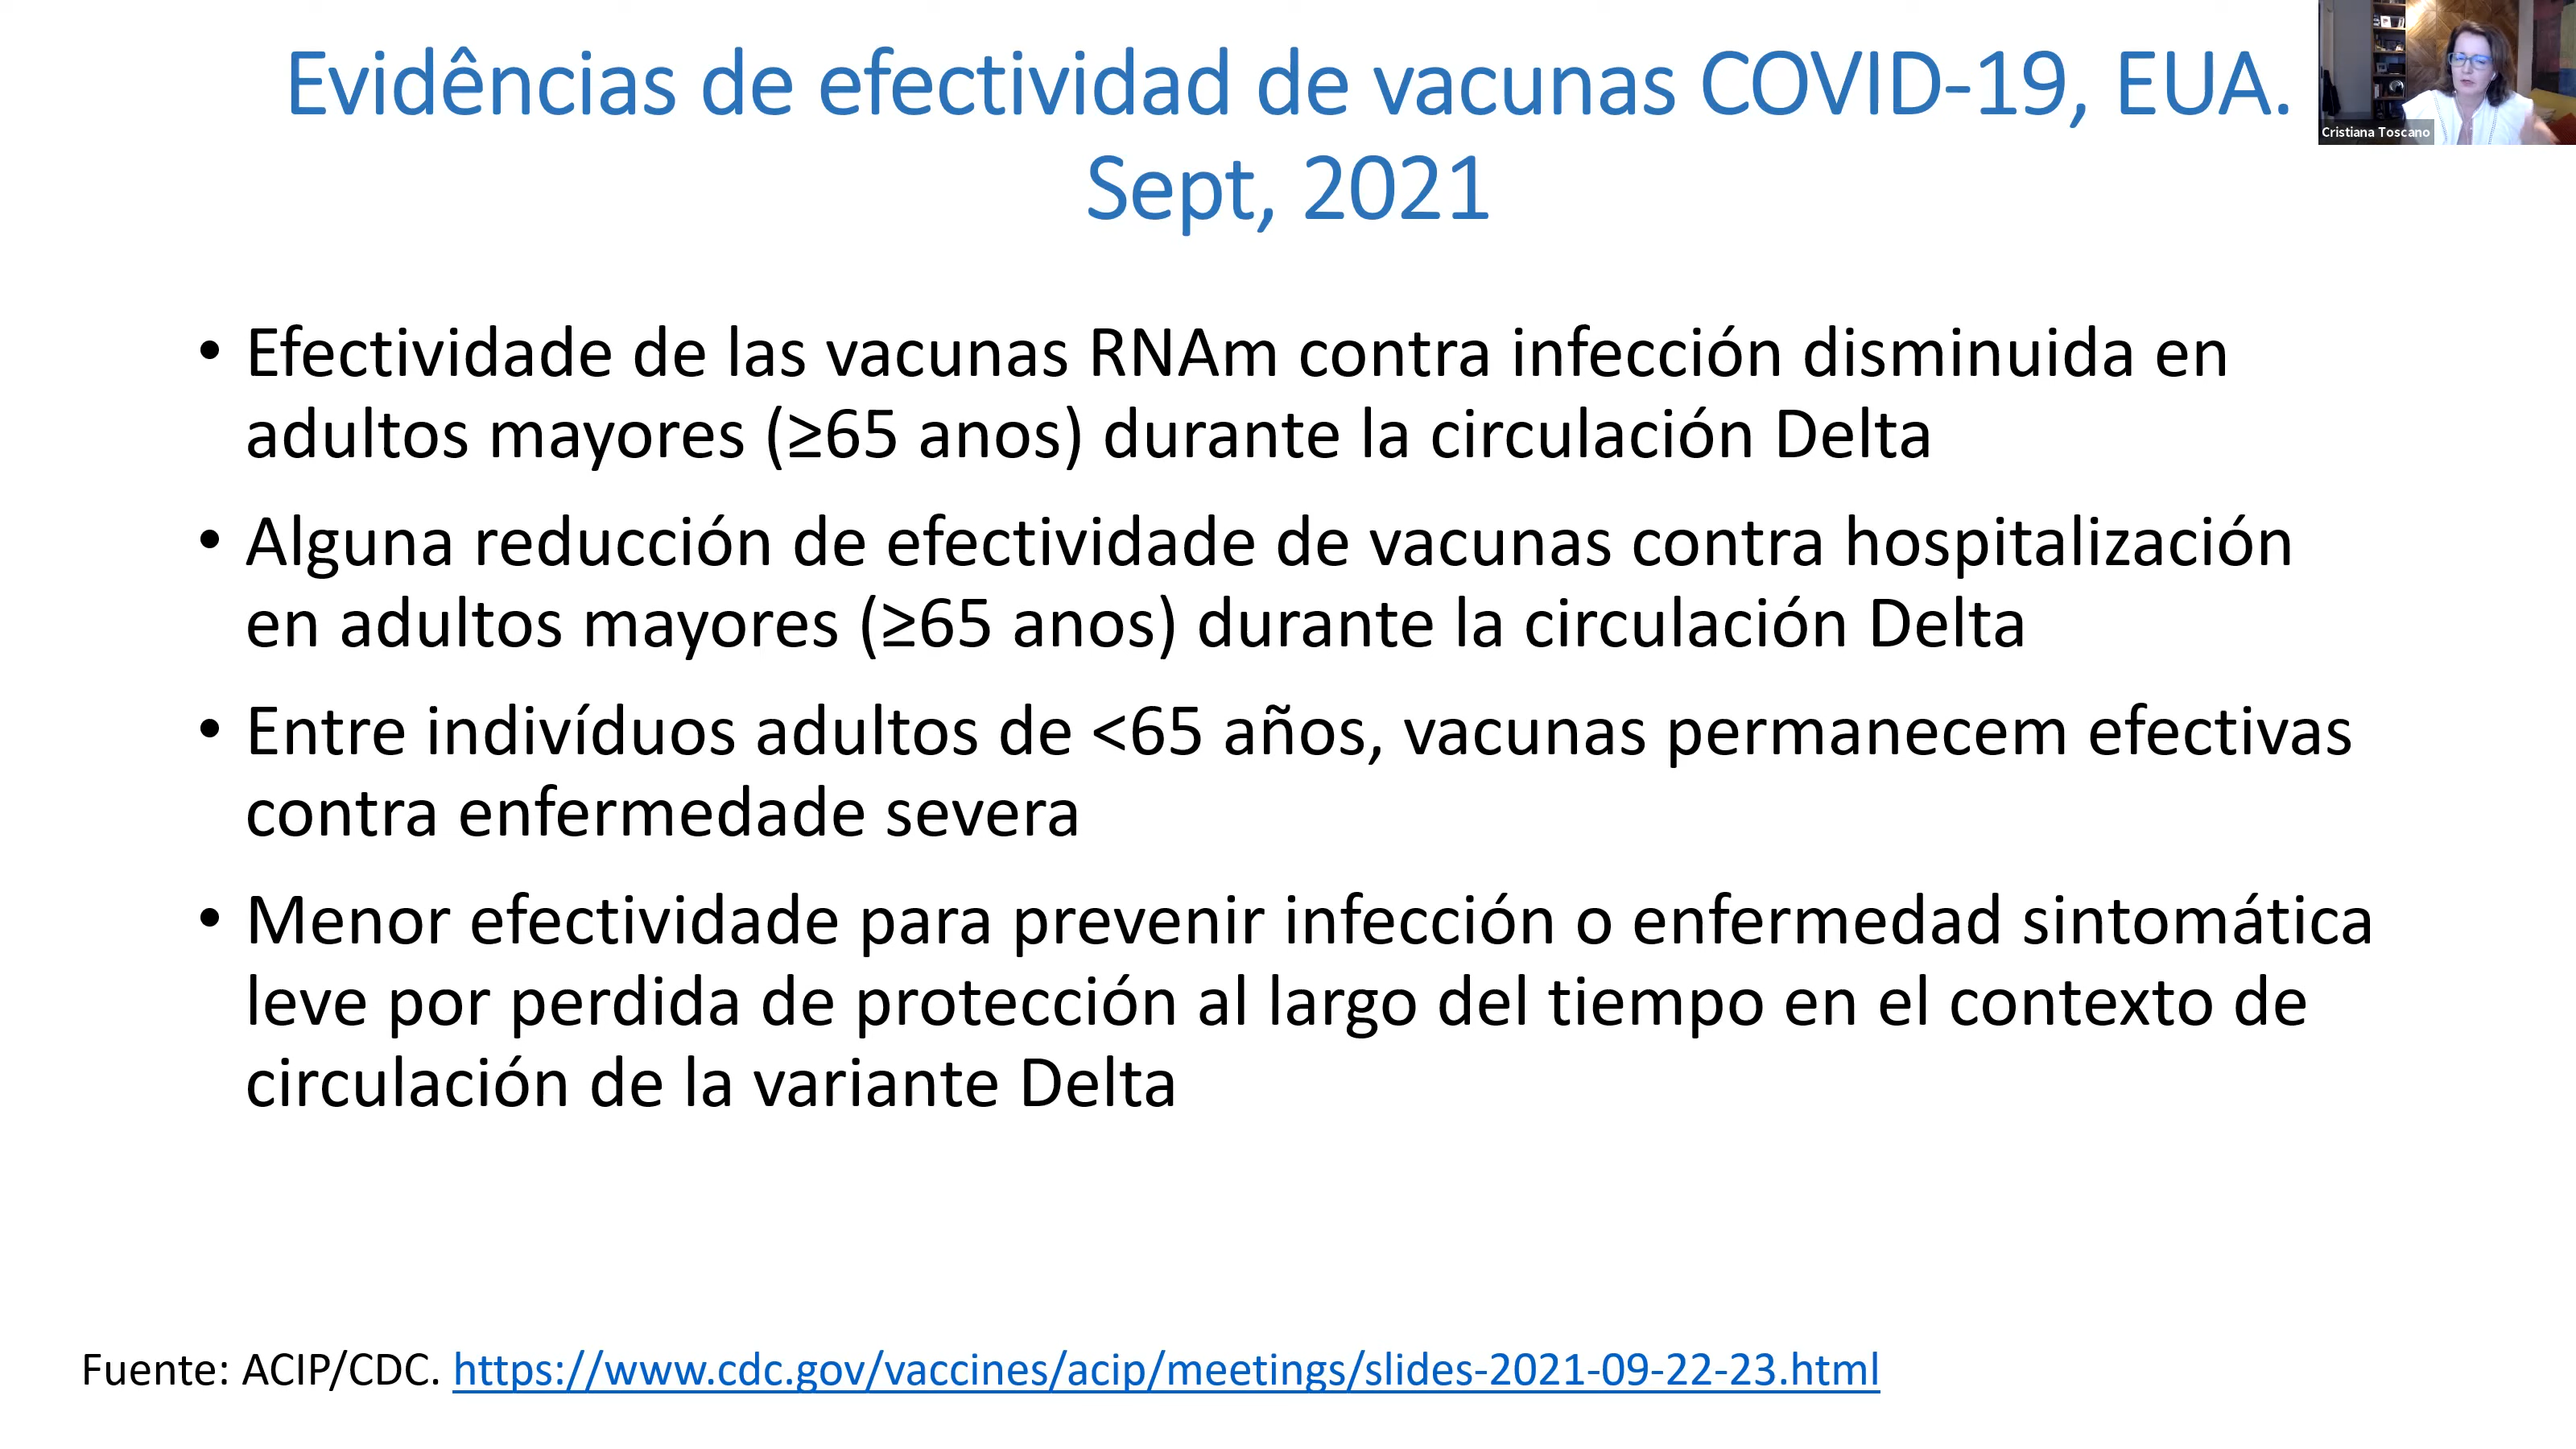 Evidências de efectividad de vacunas COVID-19, EUA.
Sept, 2021
Cristiana Toscano
• Efectividade de las vacunas RNAm contra infección disminuida en
adultos mayores (≥65 anos) durante la circulación Delta
• Alguna reducción de efectividade de vacunas contra hospitalización
en adultos mayores (≥65 anos) durante la circulación Delta
• Entre indivíduos adultos de <65 años, vacunas permanecem efectivas
contra enfermedade severa
• Menor efectividade para prevenir infección o enfermedad sintomática
leve por perdida de protección al largo del tiempo en el contexto de
circulación de la variante Delta
Fuente: ACIP/CDC. https://www.cdc.gov/vaccines/acip/meetings/slides-2021-09-22-23.html